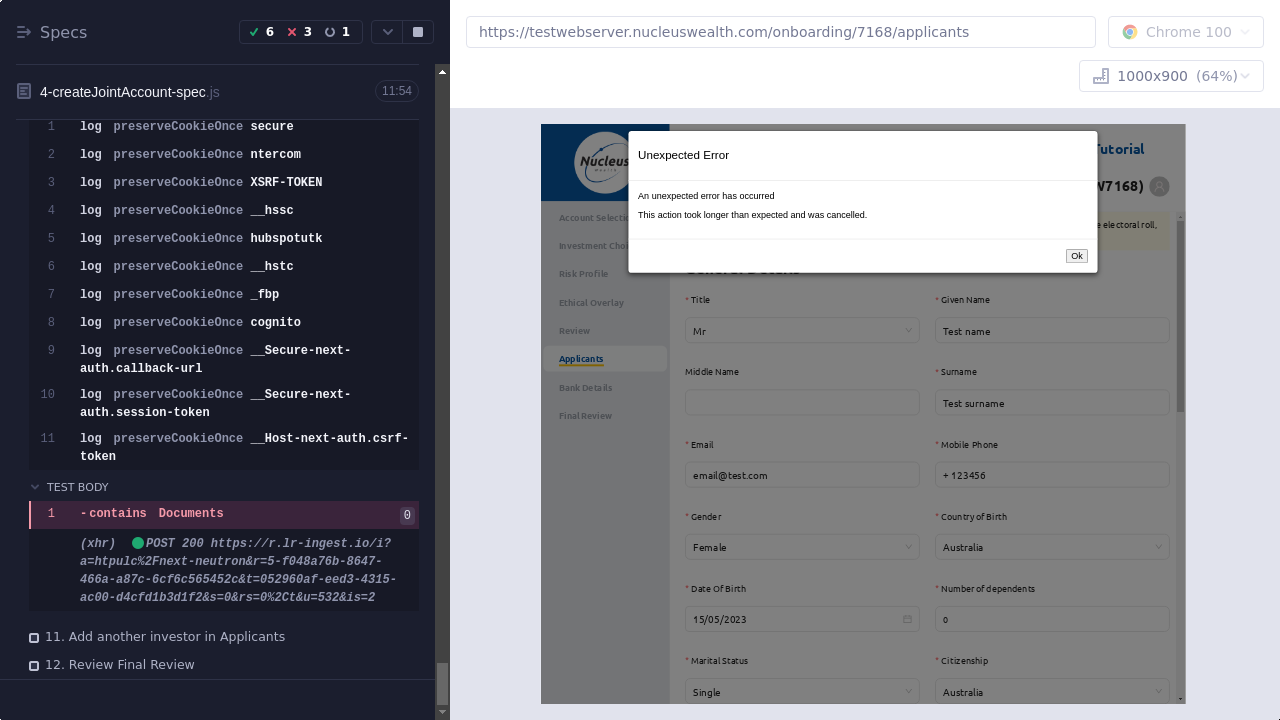 Specs
6
3
1
4-createJointAccount-spec.js
11:54
1 log preserveCookieOnce secure
2 log preserveCookieOnce ntercom
3 log preserveCookieOnce XSRF-TOKEN
4 log preserveCookieOnce __hssc
5 log preserveCookieOnce hubspotutk
6 log preserveCookieOnce __hstc
7 log preserveCookieOnce _fbp
8 log preserveCookieOnce cognito
9 log preserveCookieOnce __Secure-next-
auth.callback-url
10 log preserveCookieOnce __Secure-next-
auth.session-token
11 log preserveCookieOnce __Host-next-auth.csrf-
token
TEST BODY
1 -contains Documents 0
(xhr) POST 200 https://r.lr-ingest.io/i?
a=htpulc%2Fnext-neutron&r=5-f048a76b-8647-
466a-a87c-6cf6c565452c&t=052960af-eed3-4315-
ac00-d4cfd1b3d1f2&s=0&rs=0%2Ct&u=532&is=2
11. Add another investor in Applicants
12. Review Final Review
https://testwebserver.nucleuswealth.com/onboarding/7168/applicants
Chrome 100
1000x900 (64%)
Nucleus
wealth
Tutorial
W7168)
Unexpected Error
An unexpected error has occurred
This action took longer than expected and was cancelled.
Ok
e electoral roll,
Account Selectio
Investment Choi
Risk Profile
Ethical Overlay
Review
Applicants
Bank Details
Final Review
* Title
Mr
* Given Name
Test name
Middle Name
* Surname
Test surname
* Email
email@test.com
* Mobile Phone
+ 123456
* Gender
Female
* Country of Birth
Australia
* Date Of Birth
15/05/2023
* Number of dependents
0
* Marital Status
Single
* Citizenship
Australia